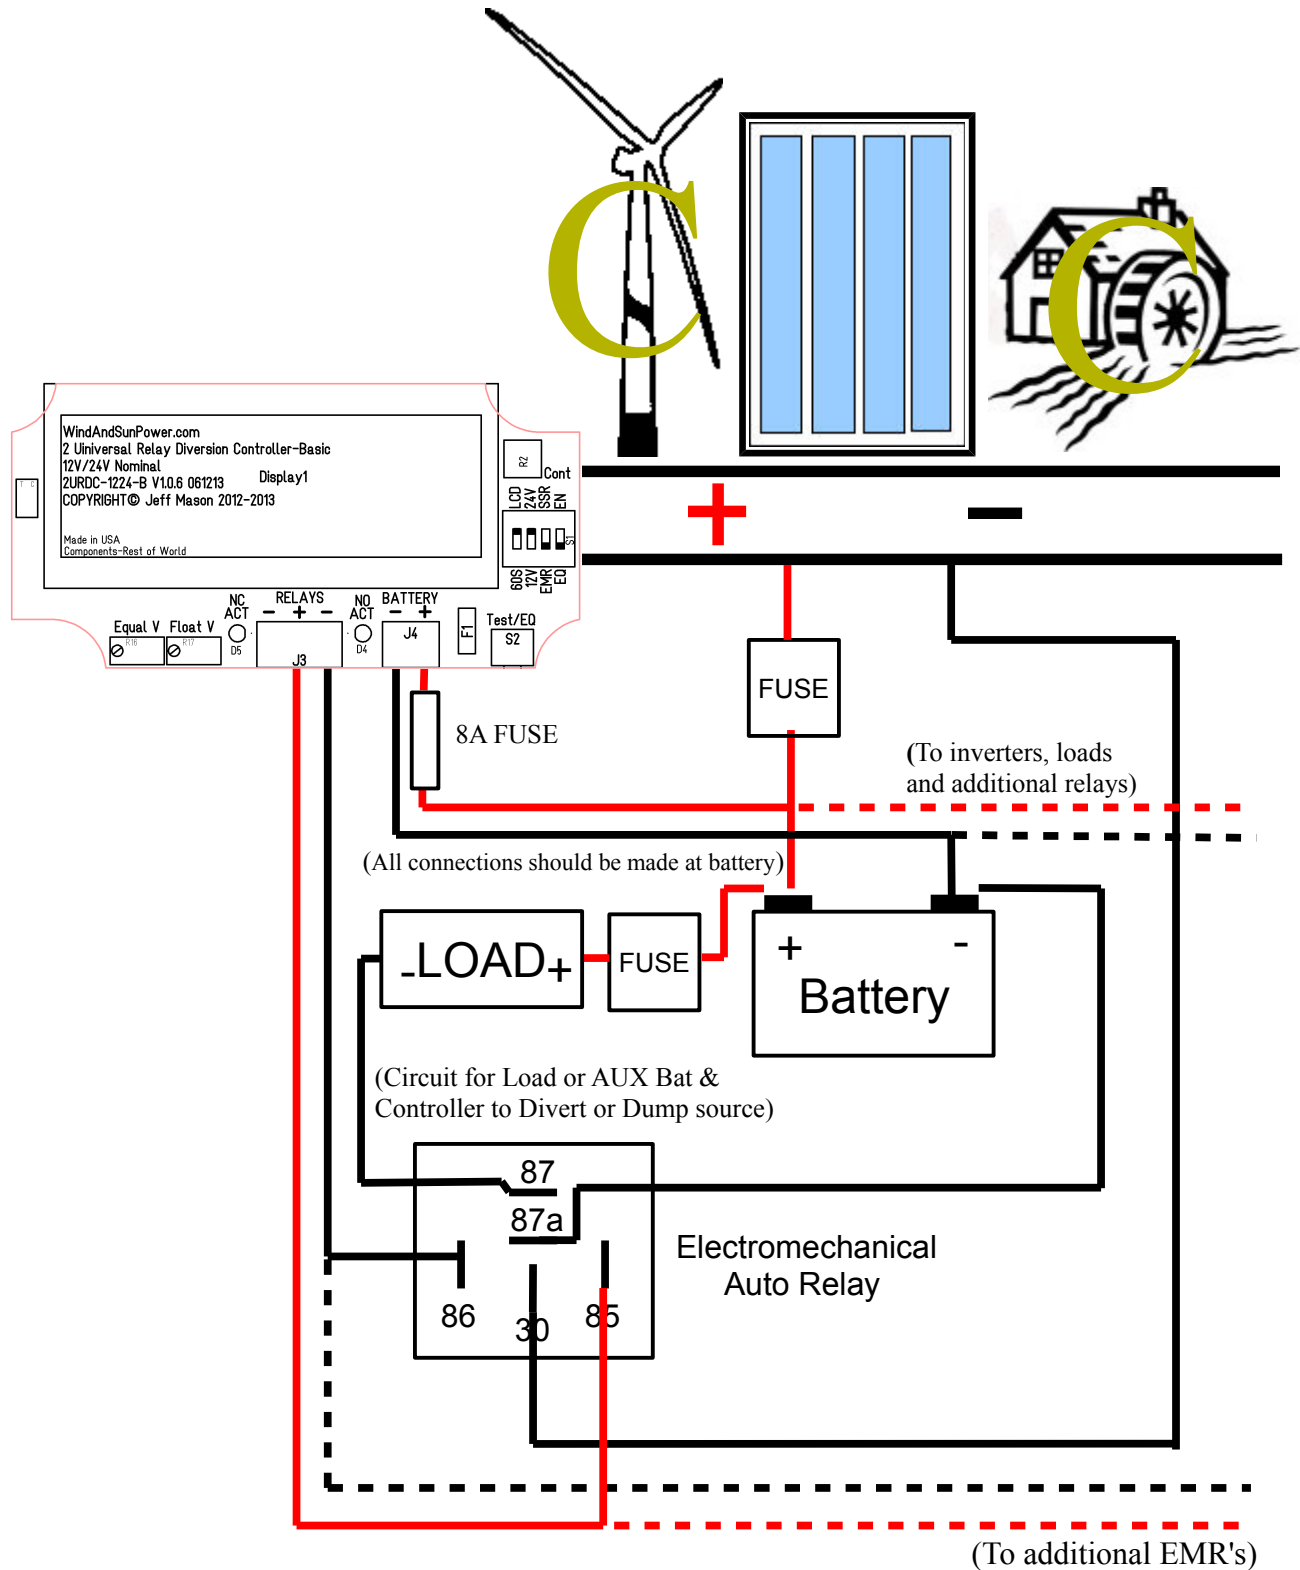 C
C
WindAndSunPower.com
2 Uiniversal Relay Diversion Controller-Basic
12V/24V Nominal
2URDC-1224-B V1.0.6 061213
Display1
COPYRIGHT© Jeff Mason 2012-2013
Made in USA
Components-Rest of World
T C
R2
Cont
LCD
24V
SSR
EN
S1
60S
12V
EMR
EQ
+ −
NC
ACT
RELAYS
− + −
NO
ACT
BATTERY
− +
Equal V
Float V
R16
R17
D5
J3
D4
J4
F1
Test/EQ
S2
8A FUSE
FUSE
(To inverters, loads
and additional relays)
(All connections should be made at battery)
-LOAD+
FUSE
+ -
Battery
(Circuit for Load or AUX Bat &
Controller to Divert or Dump source)
87
87a
86
30
85
Electromechanical
Auto Relay
(To additional EMR's)